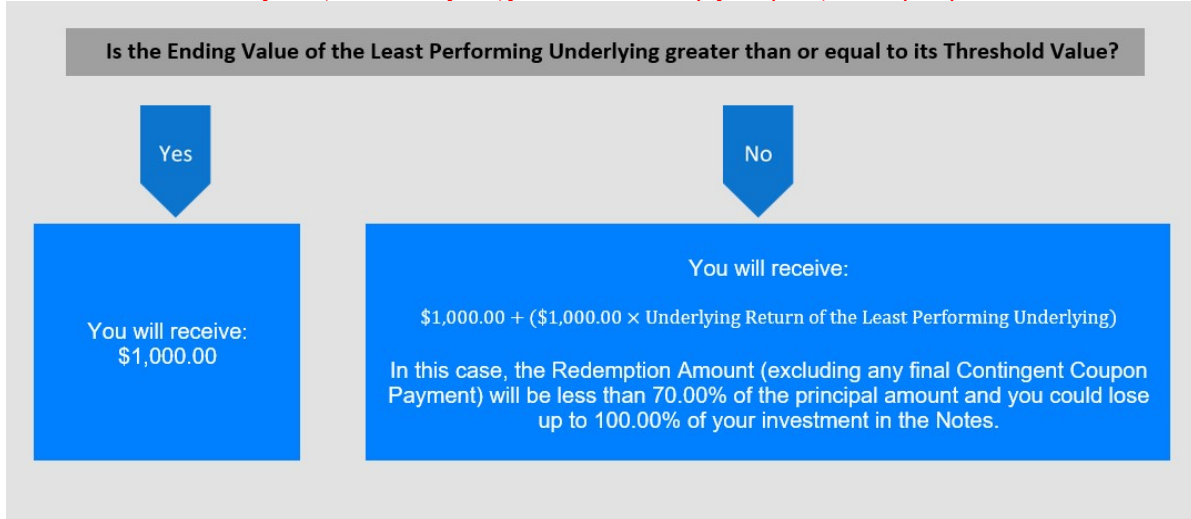 Is the Ending Value of the Least Performing Underlying greater than or equal to its Threshold Value?
Yes
No
You will receive:
$1,000.00
You will receive:
$1,000.00 + ($1,000.00 × Underlying Return of the Least Performing Underlying)
In this case, the Redemption Amount (excluding any final Contingent Coupon
Payment) will be less than 70.00% of the principal amount and you could lose
up to 100.00% of your investment in the Notes.